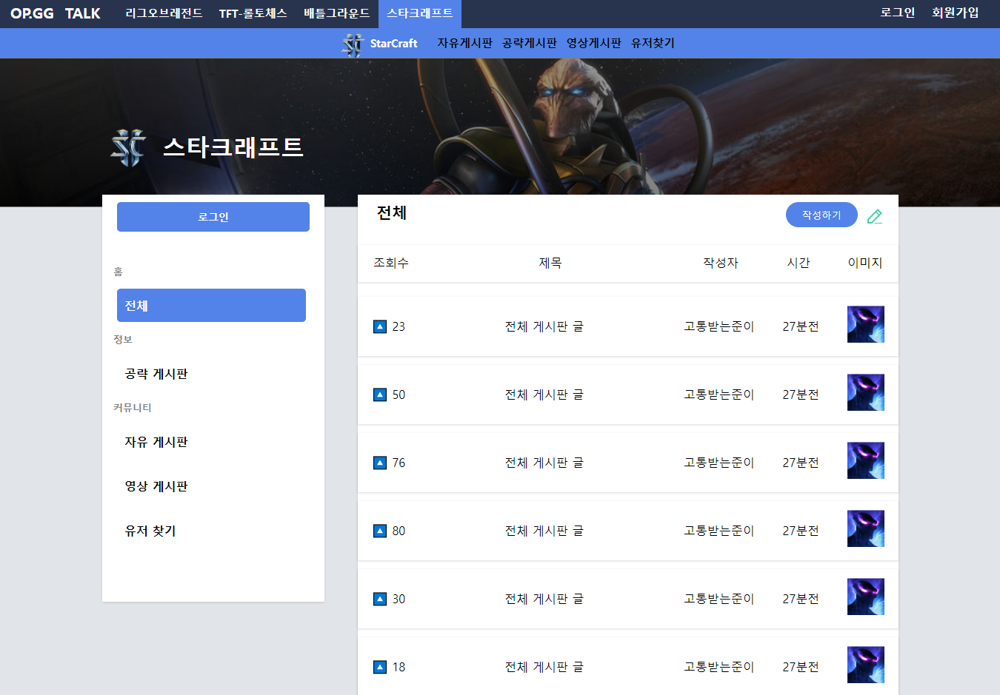 OP.GG TALK 리그오브레전드 TFT-롤토체스 배틀그라운드 스타크래프트 로그인 회원가입
StarCraft 자유게시판 공략게시판 영상게시판 유저찾기
스타크래프트
로그인
홈
전체
정보
공략 게시판
커뮤니티
자유 게시판
영상 게시판
유저 찾기
전체 작성하기
조회수 제목 작성자 시간 이미지
23 전체 게시판 글 고통받는준이 27분전
50 전체 게시판 글 고통받는준이 27분전
76 전체 게시판 글 고통받는준이 27분전
80 전체 게시판 글 고통받는준이 27분전
30 전체 게시판 글 고통받는준이 27분전
18 전체 게시판 글 고통받는준이 27분전